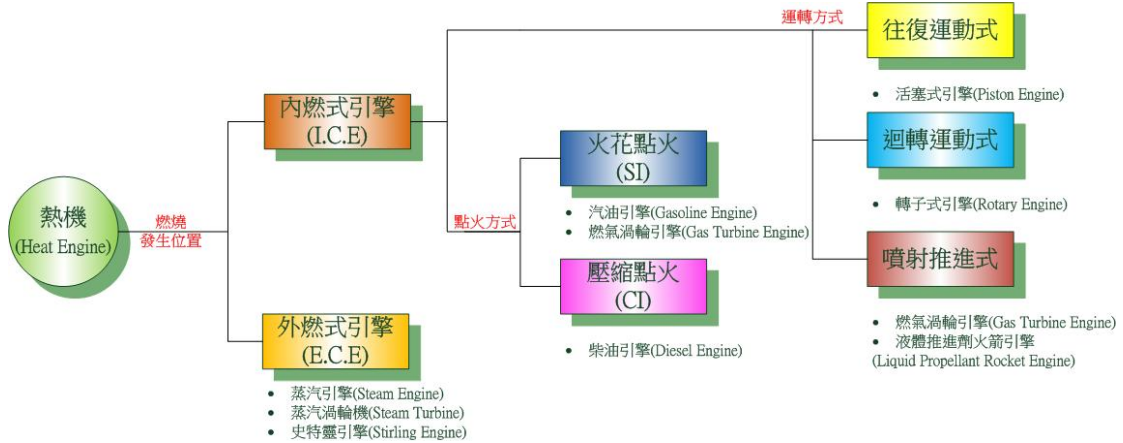 熱機
(Heat Engine)
燃燒
發生位置
內燃式引擎
(I.C.E)
外燃式引擎
(E.C.E)
• 蒸汽引擎(Steam Engine)
• 蒸汽渦輪機(Steam Turbine)
• 史特靈引擎(Stirling Engine)
點火方式
火花點火
(SI)
• 汽油引擎(Gasoline Engine)
• 燃氣渦輪引擎(Gas Turbine Engine)
壓縮點火
(CI)
• 柴油引擎(Diesel Engine)
運轉方式
往復運動式
• 活塞式引擎(Piston Engine)
迴轉運動式
• 轉子式引擎(Rotary Engine)
噴射推進式
• 燃氣渦輪引擎(Gas Turbine Engine)
• 液體推進劑火箭引擎
(Liquid Propellant Rocket Engine)